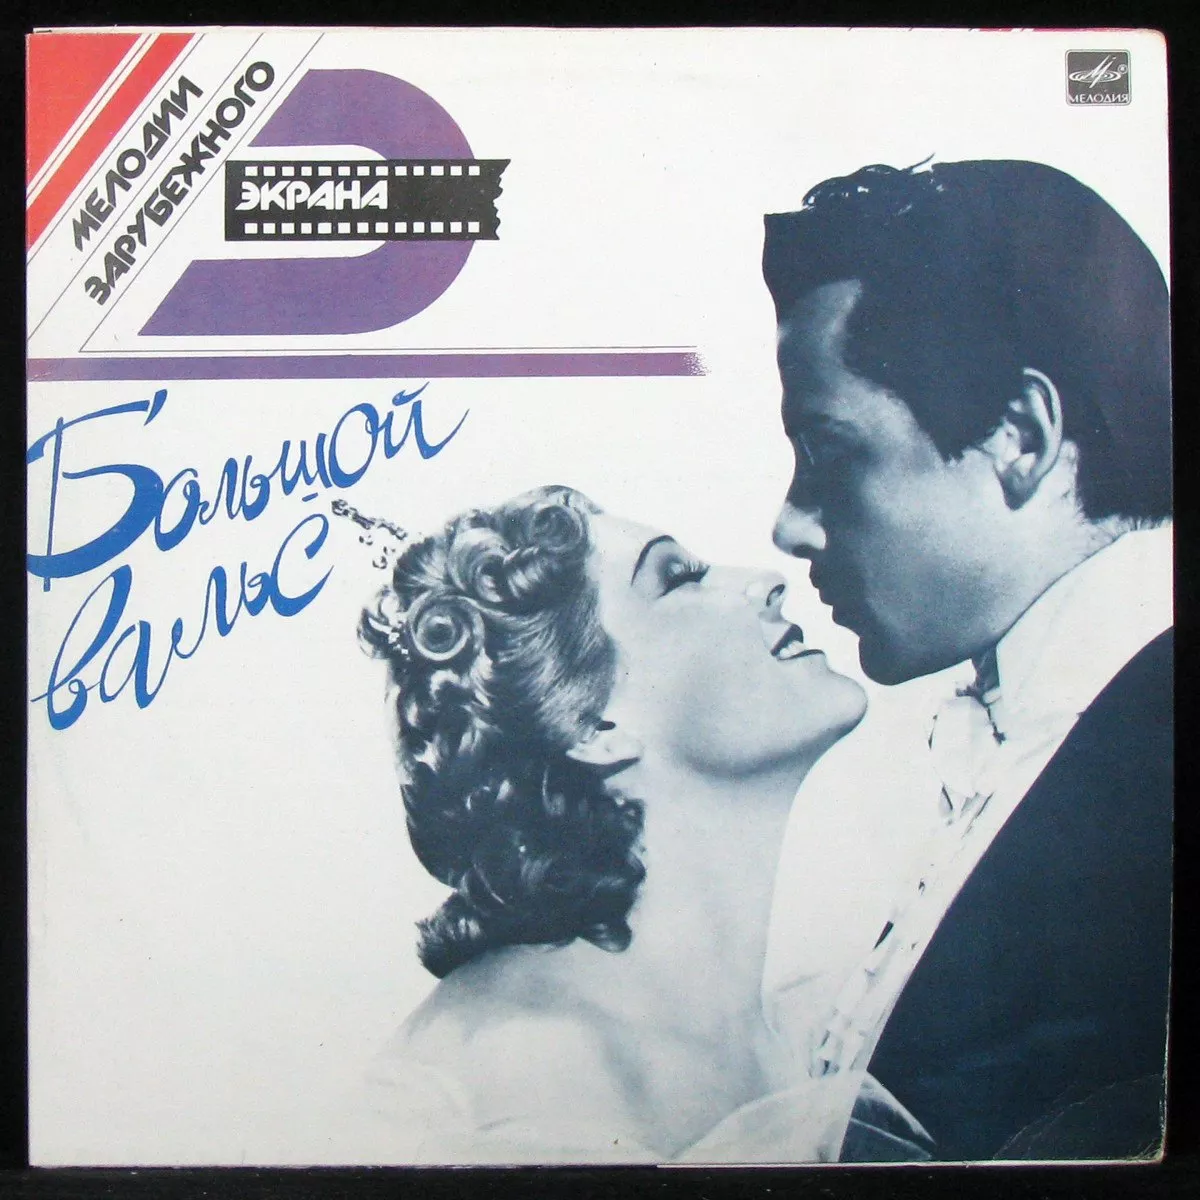 МЕЛОДИИ
ЗАРУБЕЖНОГО
ЭКРАНА
МЕЛОДИЯ
Большой
вальс